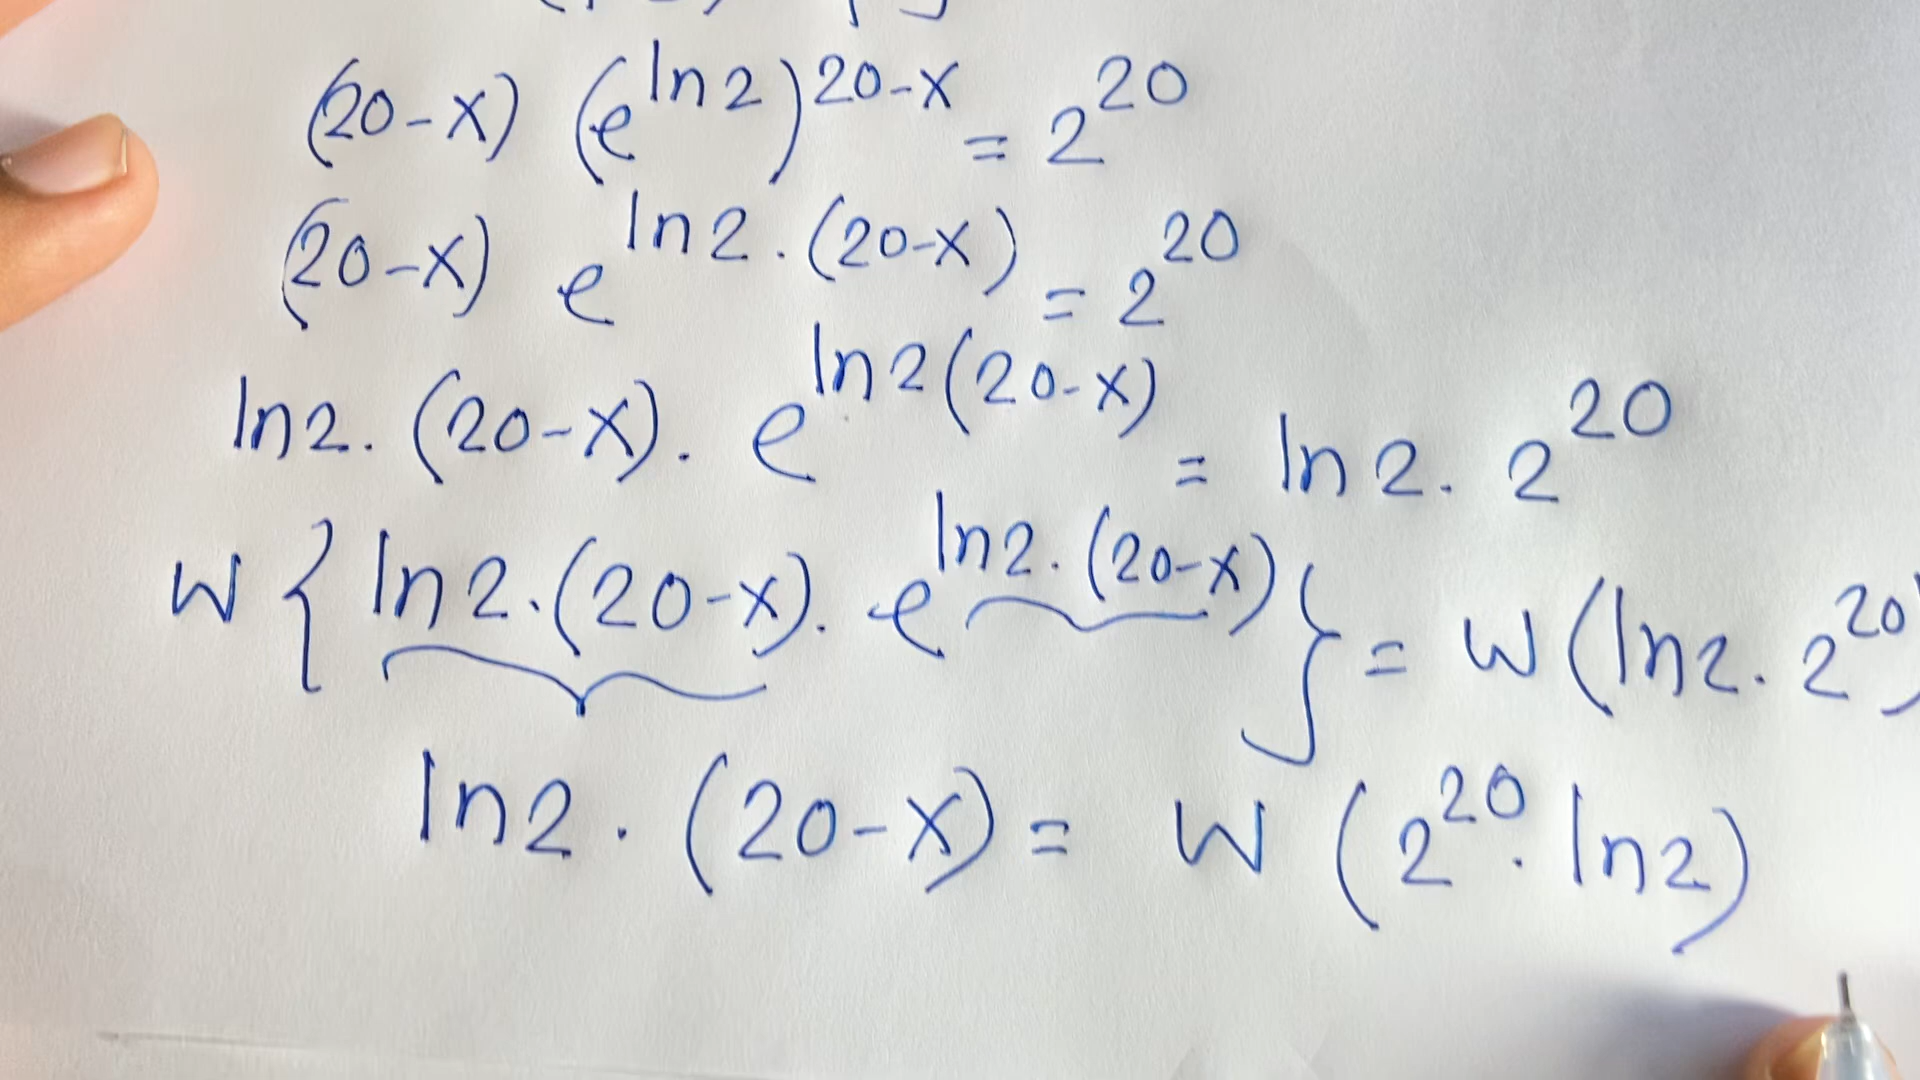 (20-x) (e^ln2)^20-x = 2^20
(20-x) e^ln2.(20-x) = 2^20
ln2. (20-x). e^ln2(20-x) = ln2. 2^20
W { ln2.(20-x). e^ln2.(20-x) } = W (ln2. 2^20)
ln2. (20-x) = W (2^20. ln2)